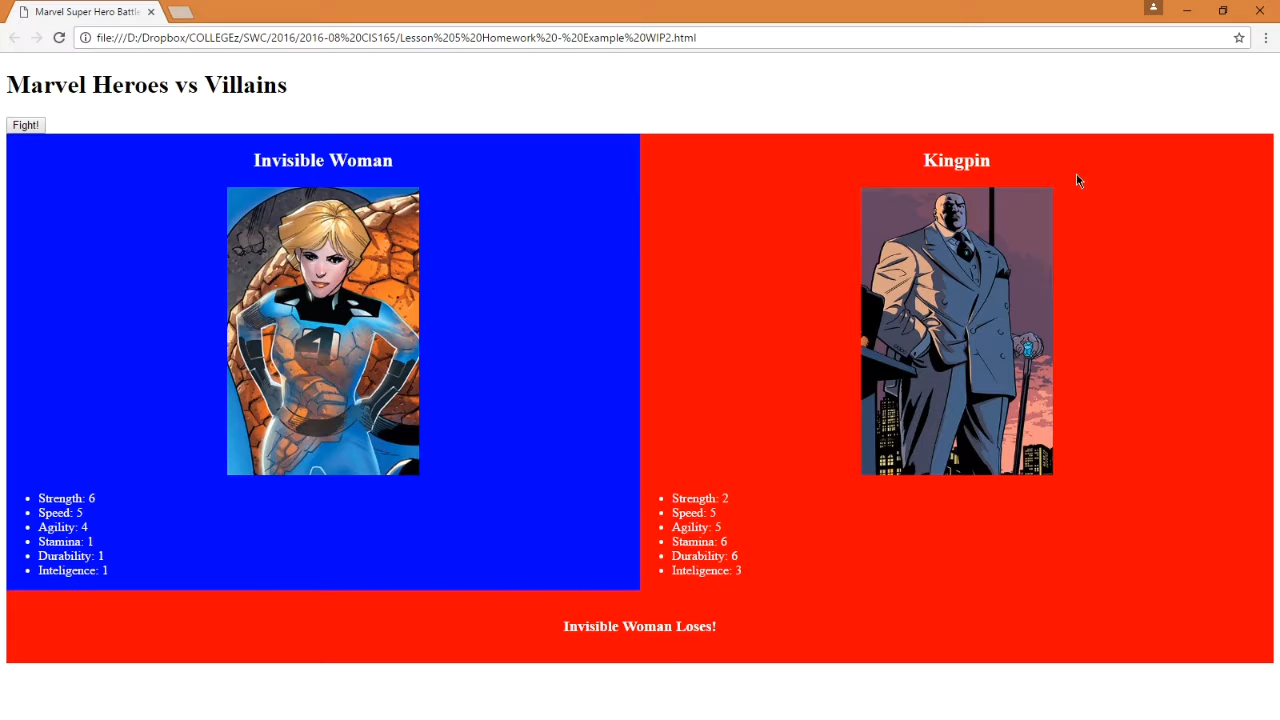 Marvel Super Hero Battl
file:///D:/Dropbox/COLLEGEz/SWC/2016/2016-08%20CIS165/Lesson%205%20Homework%20-%20Example%20WIP2.html
Marvel Heroes vs Villains
Fight!
Invisible Woman
4
Strength: 6
Speed: 5
Agility: 4
Stamina: 1
Durability: 1
Inteligence: 1
Kingpin
Strength: 2
Speed: 5
Agility: 5
Stamina: 6
Durability: 6
Inteligence: 3
Invisible Woman Loses!